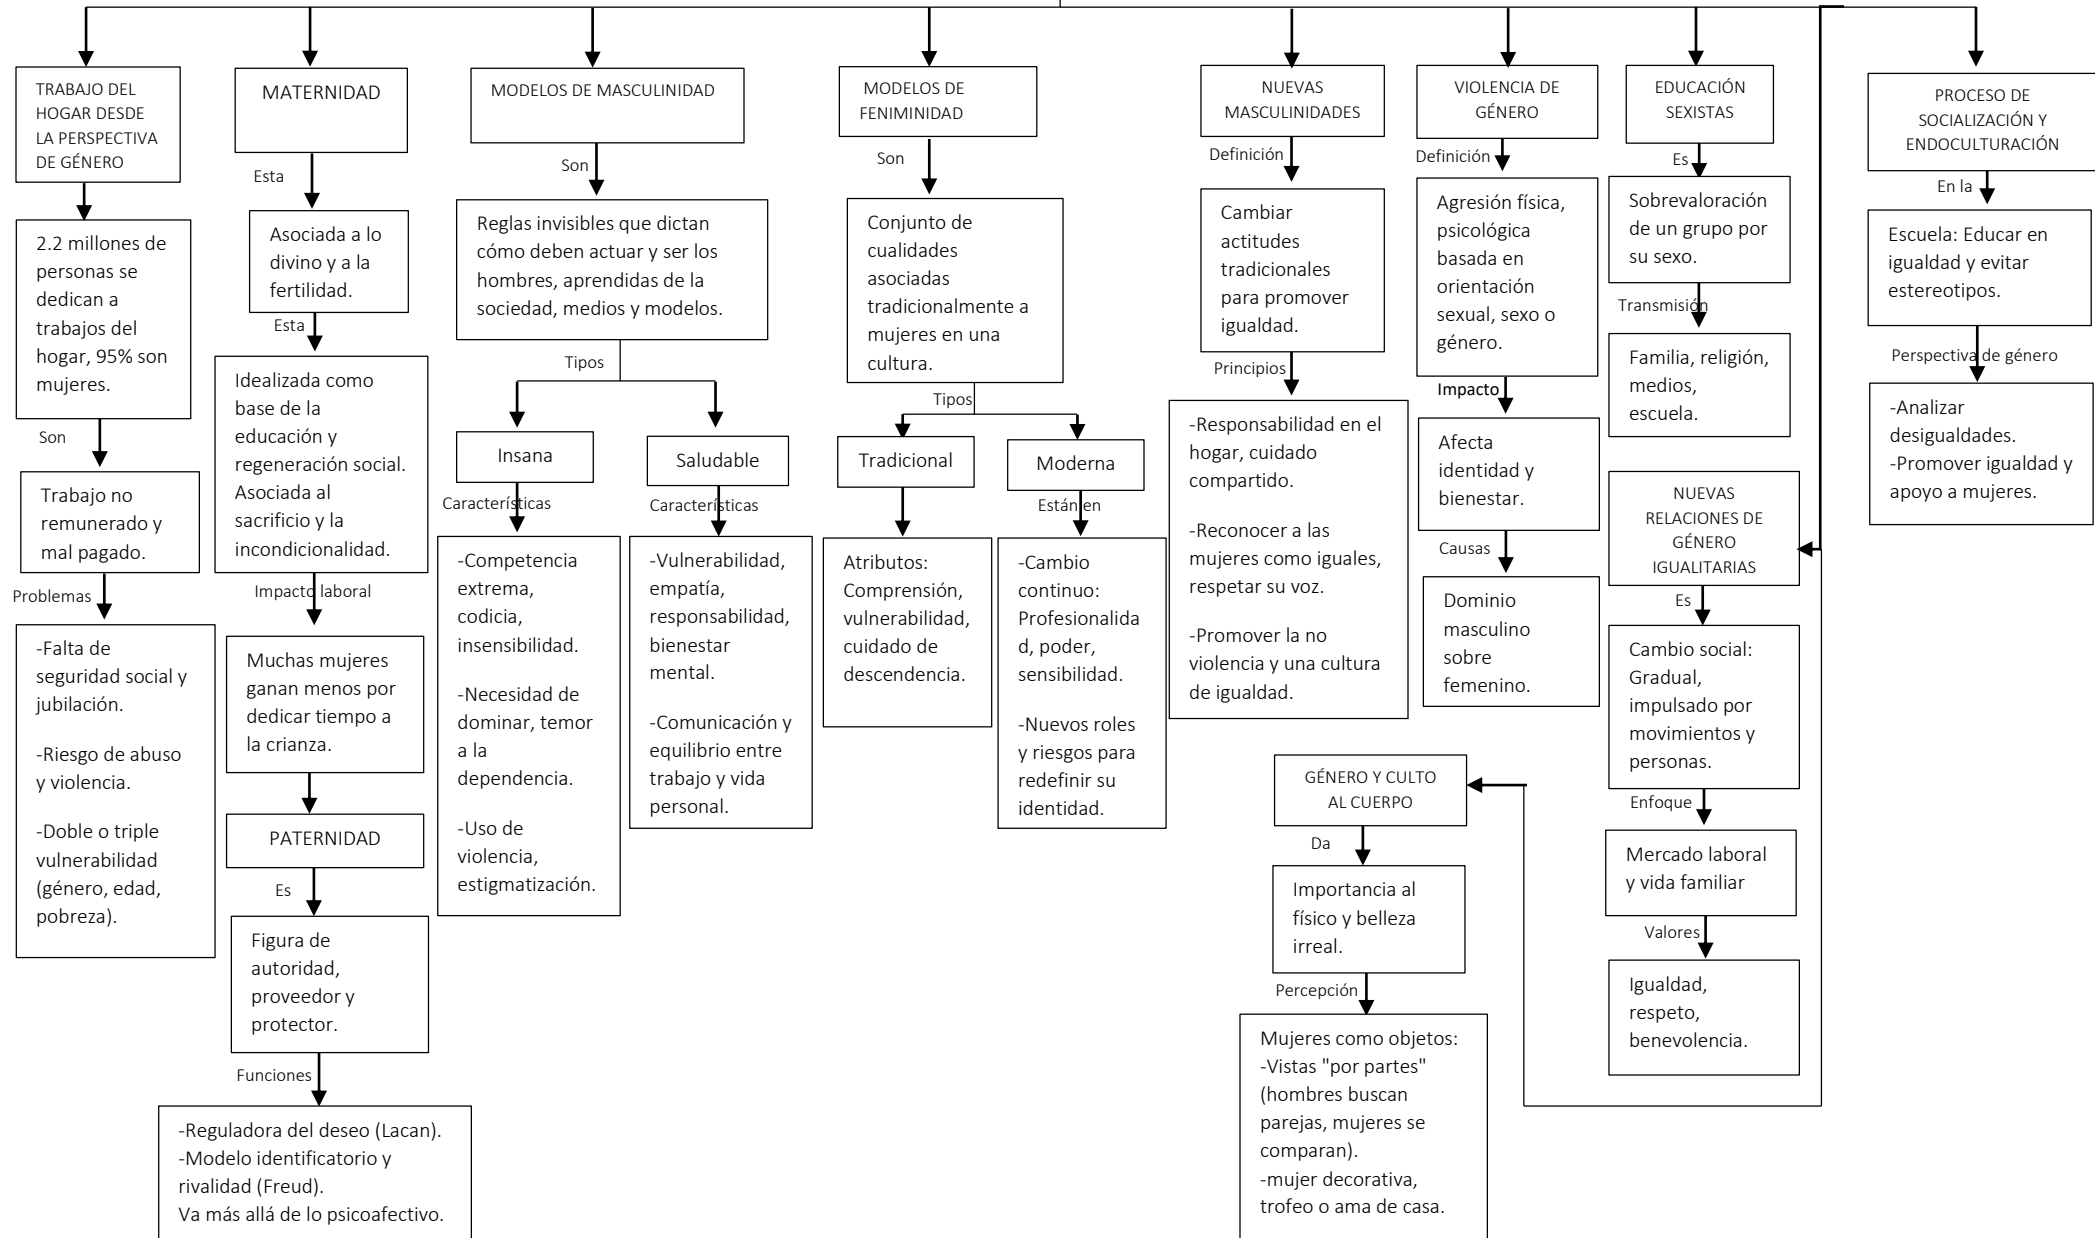 TRABAJO DEL
HOGAR DESDE
LA PERSPECTIVA
DE GÉNERO
2.2 millones de
personas se
dedican a
trabajos del
hogar, 95% son
mujeres.
Son
Trabajo no
remunerado y
mal pagado.
Problemas
-Falta de
seguridad social y
jubilación.
-Riesgo de abuso
y violencia.
-Doble o triple
vulnerabilidad
(género, edad,
pobreza).
MATERNIDAD
Esta
Asociada a lo
divino y a la
fertilidad.
Esta
Idealizada como
base de la
educación y
regeneración social.
Asociada al
sacrificio y la
incondicionalidad.
Impacto laboral
Muchas mujeres
ganan menos por
dedicar tiempo a
la crianza.
PATERNIDAD
Es
Figura de
autoridad,
proveedor y
protector.
Funciones
-Reguladora del deseo (Lacan).
-Modelo identificatorio y
rivalidad (Freud).
Va más allá de lo psicoafectivo.
MODELOS DE MASCULINIDAD
Son
Reglas invisibles que dictan
cómo deben actuar y ser los
hombres, aprendidas de la
sociedad, medios y modelos.
Tipos
Insana
Características
-Competencia
extrema,
codicia,
insensibilidad.
-Necesidad de
dominar, temor
a la
dependencia.
-Uso de
violencia,
estigmatización.
Saludable
Características
-Vulnerabilidad,
empatía,
responsabilidad,
bienestar
mental.
-Comunicación y
equilibrio entre
trabajo y vida
personal.
MODELOS DE
FENIMINIDAD
Son
Conjunto de
cualidades
asociadas
tradicionalmente a
mujeres en una
cultura.
Tipos
Tradicional
Atributos:
Comprensión,
vulnerabilidad,
cuidado de
descendencia.
Moderna
Están en
-Cambio
continuo:
Profesionalida
d, poder,
sensibilidad.
-Nuevos roles
y riesgos para
redefinir su
identidad.
NUEVAS
MASCULINIDADES
Definición
Cambiar
actitudes
tradicionales
para promover
igualdad.
Principios
-Responsabilidad en el
hogar, cuidado
compartido.
-Reconocer a las
mujeres como iguales,
respetar su voz.
-Promover la no
violencia y una cultura
de igualdad.
VIOLENCIA DE
GÉNERO
Definición
Agresión física,
psicológica
basada en
orientación
sexual, sexo o
género.
Impacto
Afecta
identidad y
bienestar.
Causas
Dominio
masculino
sobre
femenino.
GÉNERO Y CULTO
AL CUERPO
Da
Importancia al
físico y belleza
irreal.
Percepción
Mujeres como objetos:
-Vistas "por partes"
(hombres buscan
parejas, mujeres se
comparan).
-mujer decorativa,
trofeo o ama de casa.
EDUCACIÓN
SEXISTAS
Es
Sobrevaloración
de un grupo por
su sexo.
Transmisión
Familia, religión,
medios,
escuela.
NUEVAS
RELACIONES DE
GÉNERO
IGUALITARIAS
Es
Cambio social:
Gradual,
impulsado por
movimientos y
personas.
Enfoque
Mercado laboral
y vida familiar
Valores
Igualdad,
respeto,
benevolencia.
PROCESO DE
SOCIALIZACIÓN Y
ENDOCULTURACIÓN
En la
Escuela: Educar en
igualdad y evitar
estereotipos.
Perspectiva de género
-Analizar
desigualdades.
-Promover igualdad y
apoyo a mujeres.